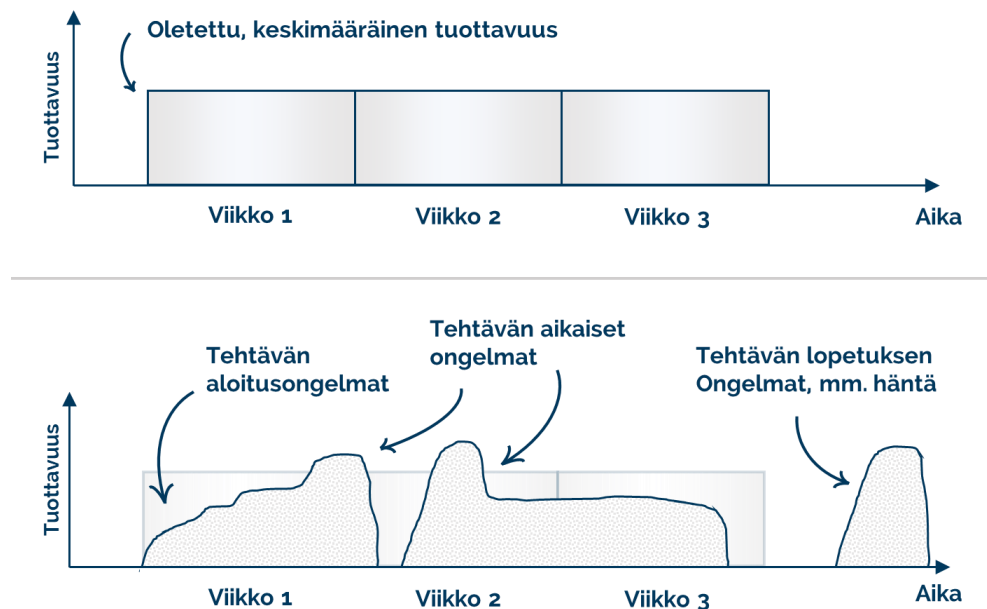 Oletettu, keskimääräinen tuottavuus
Tuottavuus
Viikko 1
Viikko 2
Viikko 3
Aika
Tehtävän
aloitusongelmat
Tehtävän aikaiset
ongelmat
Tehtävän lopetuksen
Ongelmat, mm. häntä
Tuottavuus
Viikko 1
Viikko 2
Viikko 3
Aika